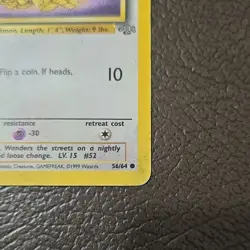 mon. Length: 1' 4", Weight: 9 lbs.
Flip a coin. If heads,
10
resistance
retreat cost
-30
. Wanders the streets on a nightly
d loose change. LV. 15 #52
Creatures, GAMEFREAK. ©1999 Wizards.
56/64